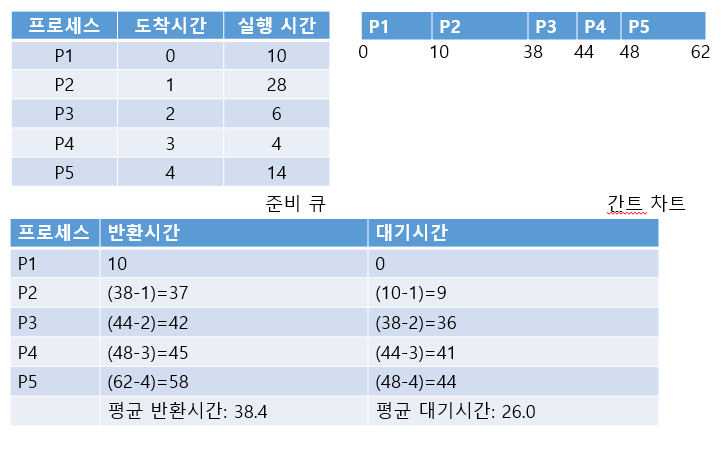 프로세스 도착시간 실행 시간
P1 0 10
P2 1 28
P3 2 6
P4 3 4
P5 4 14
준비 큐
P1 P2 P3 P4 P5
0 10 38 44 48 62
간트 차트
프로세스 반환시간 대기시간
P1 10 0
P2 (38-1)=37 (10-1)=9
P3 (44-2)=42 (38-2)=36
P4 (48-3)=45 (44-3)=41
P5 (62-4)=58 (48-4)=44
평균 반환시간: 38.4 평균 대기시간: 26.0